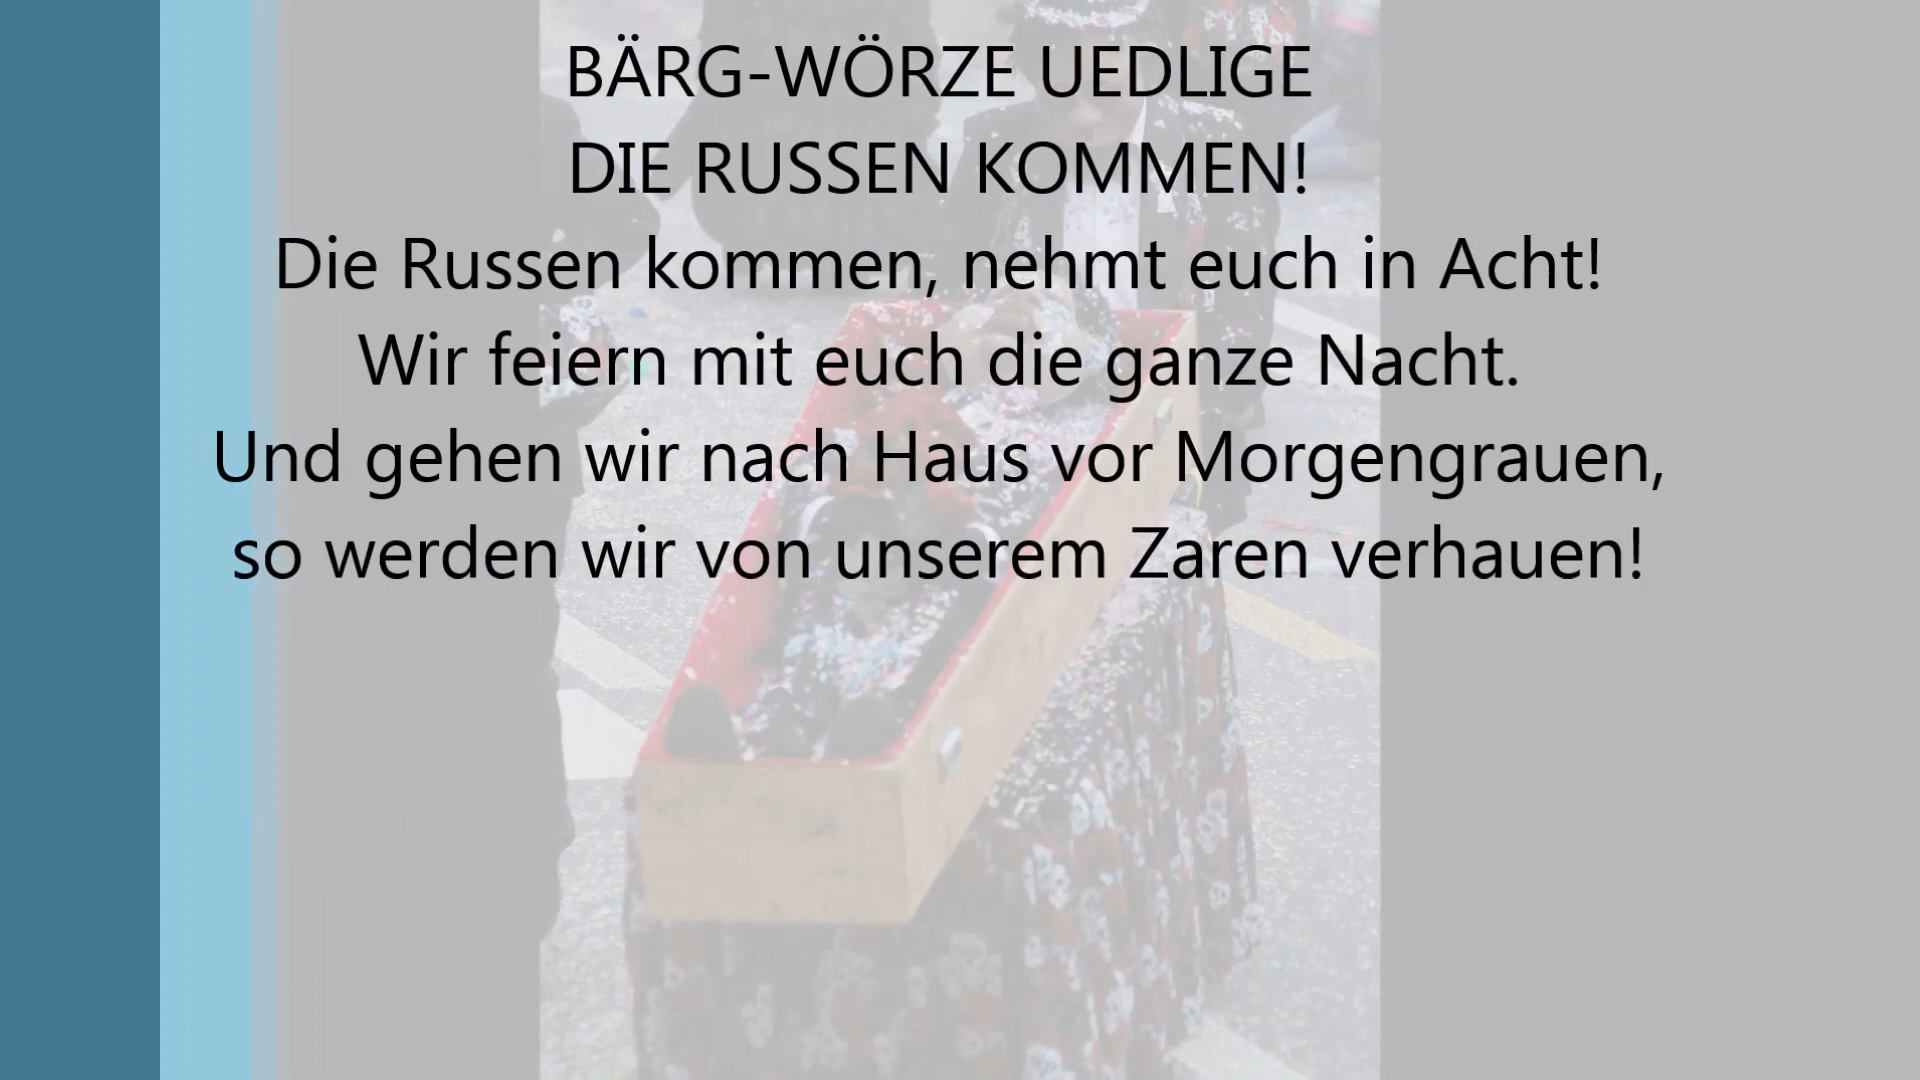 BÄRG-WÖRZE UEDLIGE
DIE RUSSEN KOMMEN!
Die Russen kommen, nehmt euch in Acht!
Wir feiern mit euch die ganze Nacht.
Und gehen wir nach Haus vor Morgengrauen,
so werden wir von unserem Zaren verhauen!